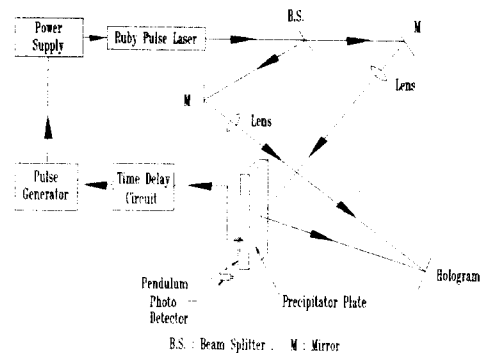 B.S.
M
Power
Supply
Ruby Pulse Laser
Lens
M
Lens
Pulse
Generator
Time Delay
Circuit
Hologram
Pendulum
Photo
Detector
Precipitator Plate
B.S. : Beam Splitter . M : Mirror